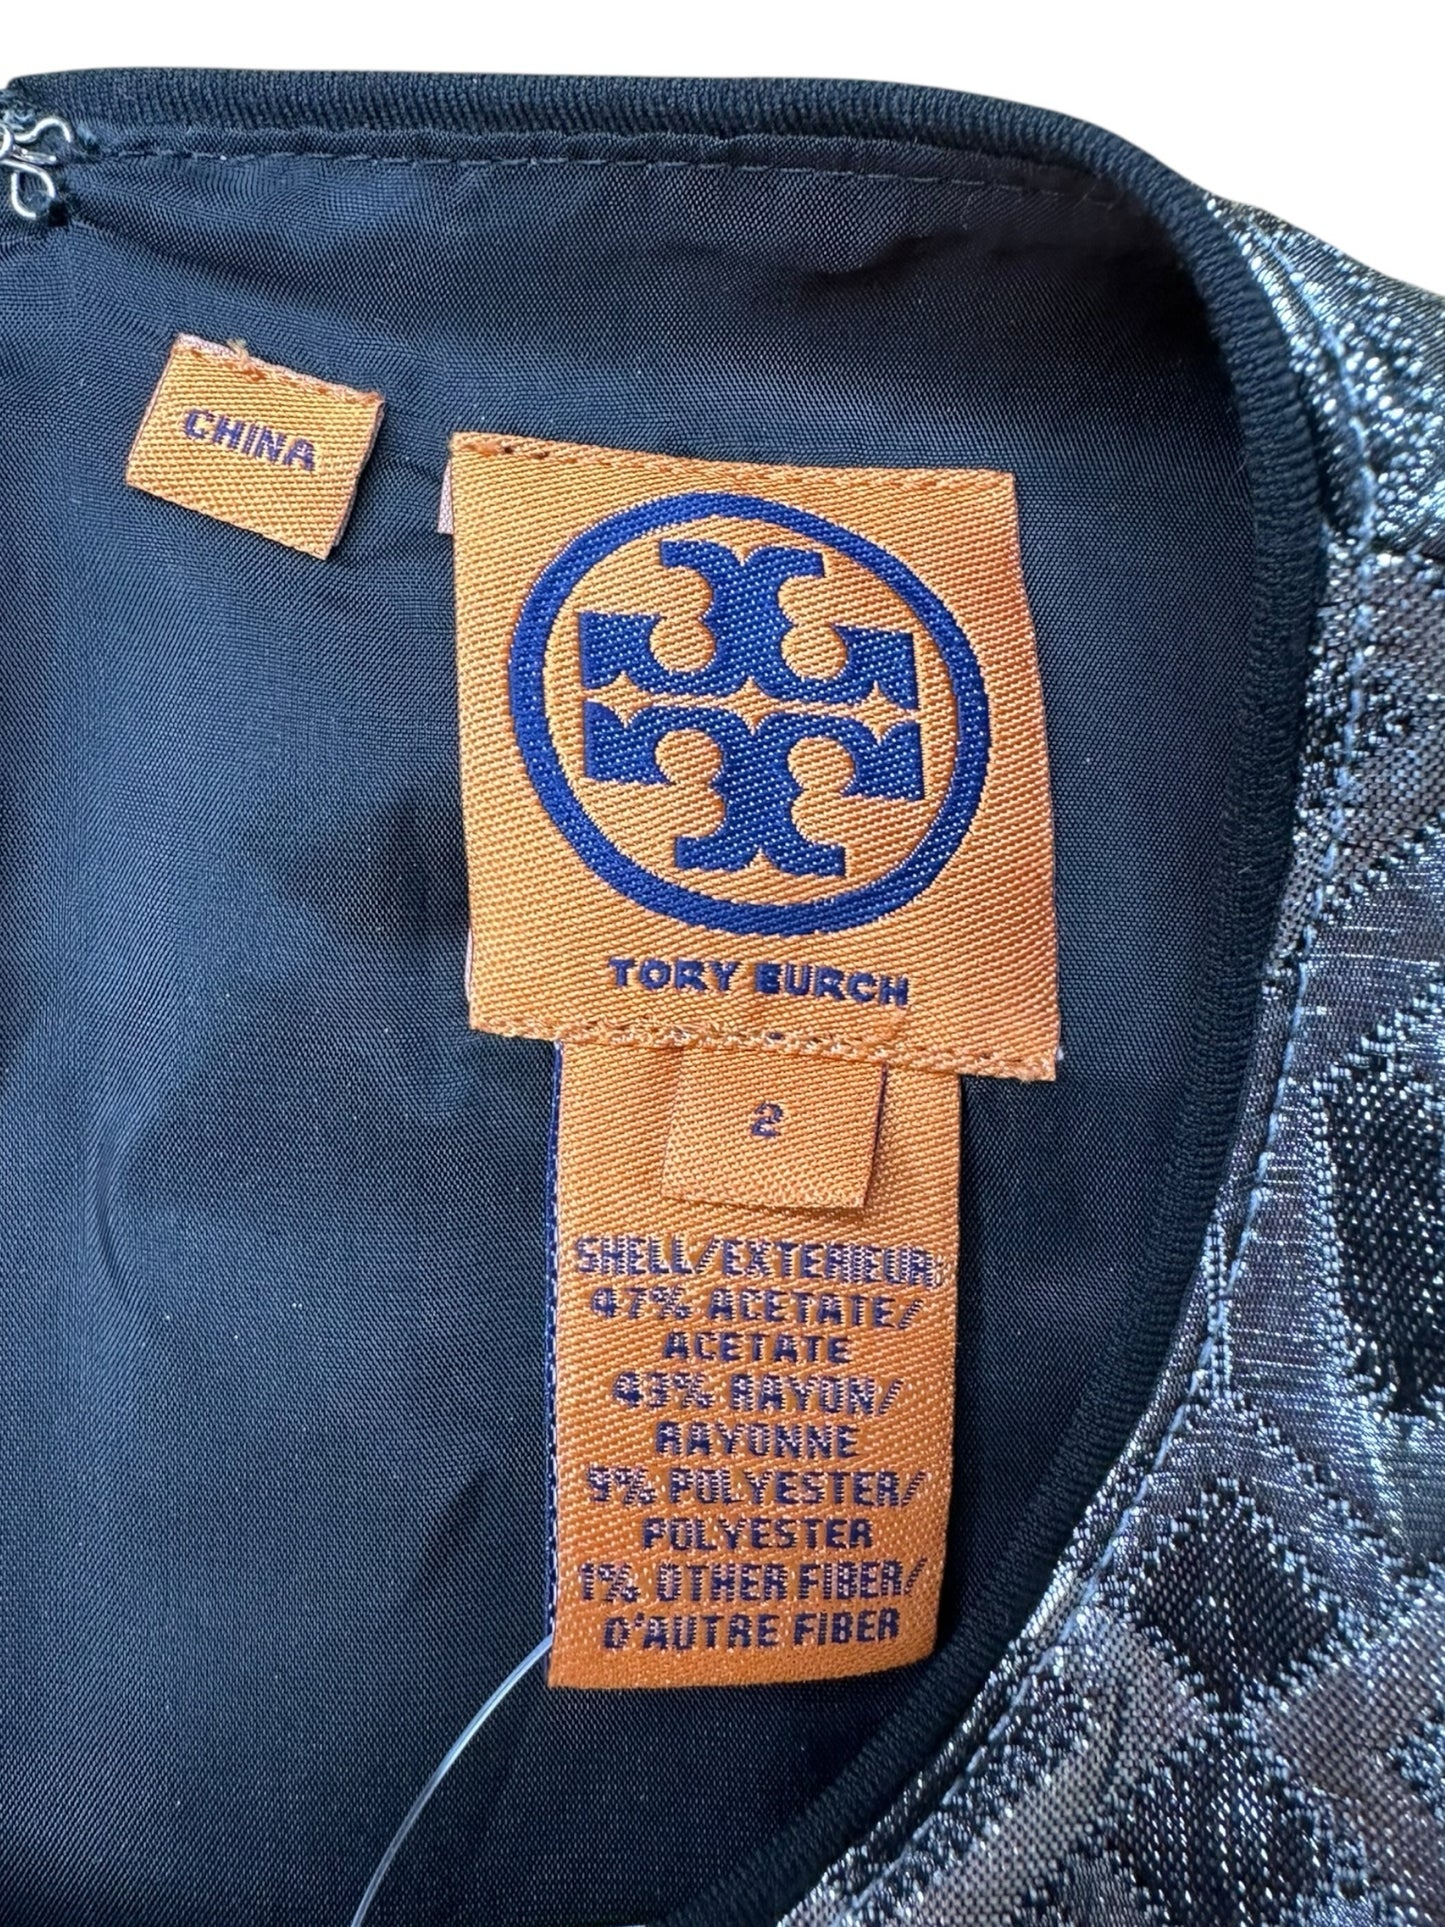 CHINA
TORY BURCH
2
SHELL/EXTERIEUR:
47% ACETATE/
ACETATE
43% RAYON/
RAYONNE
9% POLYESTER/
POLYESTER
1% OTHER FIBER/
D'AUTRE FIBER